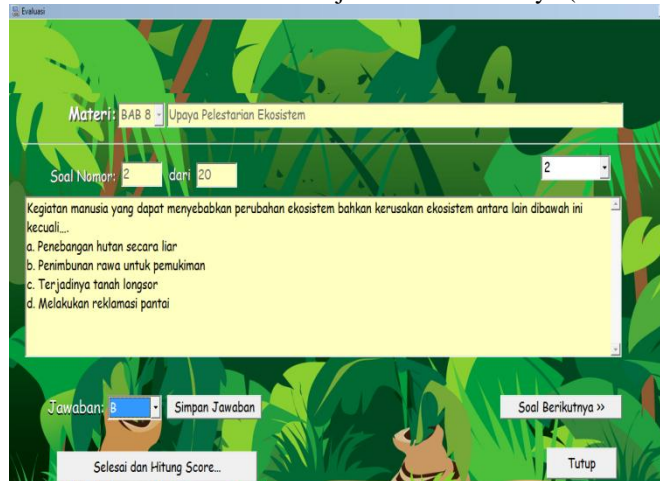 Evaluasi
Materi: BAB 8 Upaya Pelestarian Ekosistem
Soal Nomor: 2 dari 20 2
Kegiatan manusia yang dapat menyebabkan perubahan ekosistem bahkan kerusakan ekosistem antara lain dibawah ini
kecuali....
a. Penebangan hutan secara liar
b. Penimbunan rawa untuk pemukiman
c. Terjadinya tanah longsor
d. Melakukan reklamasi pantai
Jawaban: B Simpan Jawaban Soal Berikutnya >>
Selesai dan Hitung Score... Tutup